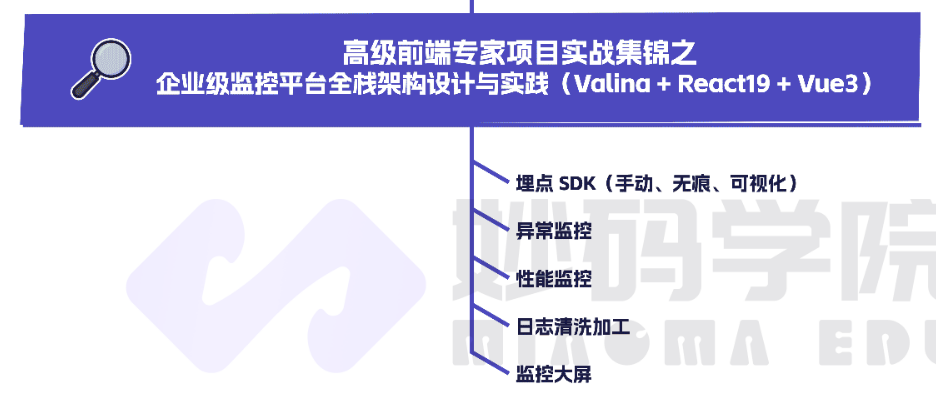 高级前端专家项目实战集锦之
企业级监控平台全栈架构设计与实践（Valina + React19 + Vue3）
埋点 SDK（手动、无痕、可视化）
异常监控
性能监控
日志清洗加工
监控大屏
妙码学院
MIAOMA EDU